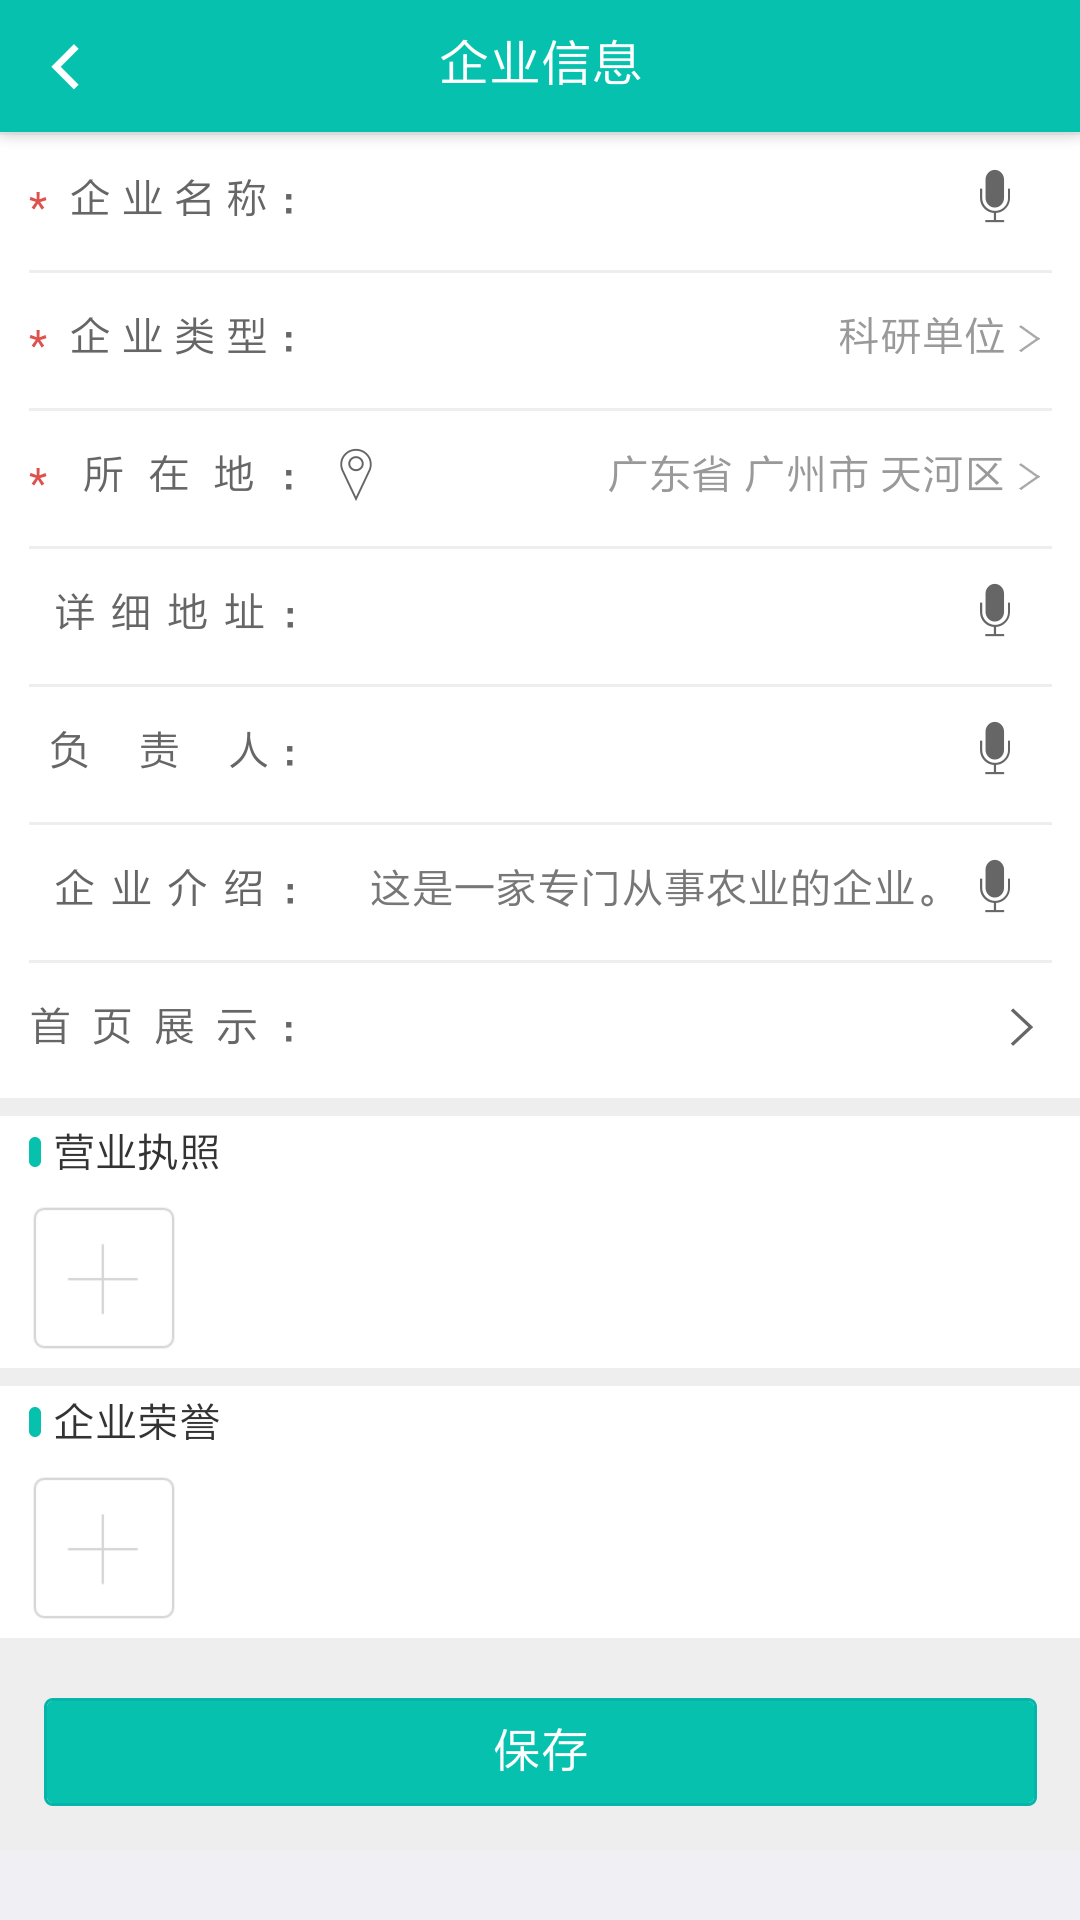 企业信息
* 企业名称：
* 企业类型： 科研单位
* 所在地： 广东省 广州市 天河区
详细地址：
负责人：
企业介绍： 这是一家专门从事农业的企业。
首页展示：
营业执照
企业荣誉
保存